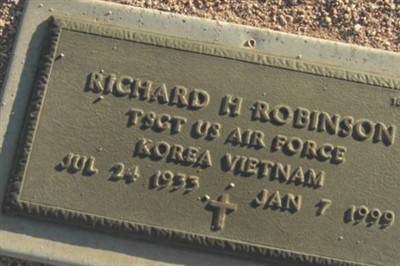 RICHARD H ROBINSON
TSGT US AIR FORCE
KOREA VIETNAM
JUL 24 1933 JAN 7 1999